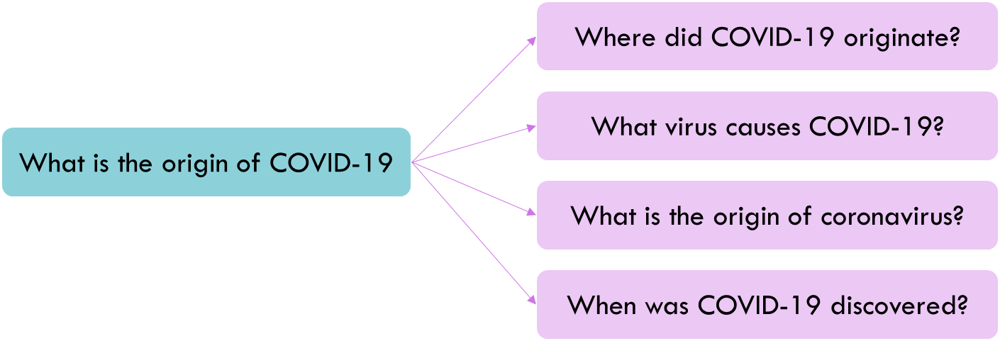 What is the origin of COVID-19
Where did COVID-19 originate?
What virus causes COVID-19?
What is the origin of coronavirus?
When was COVID-19 discovered?